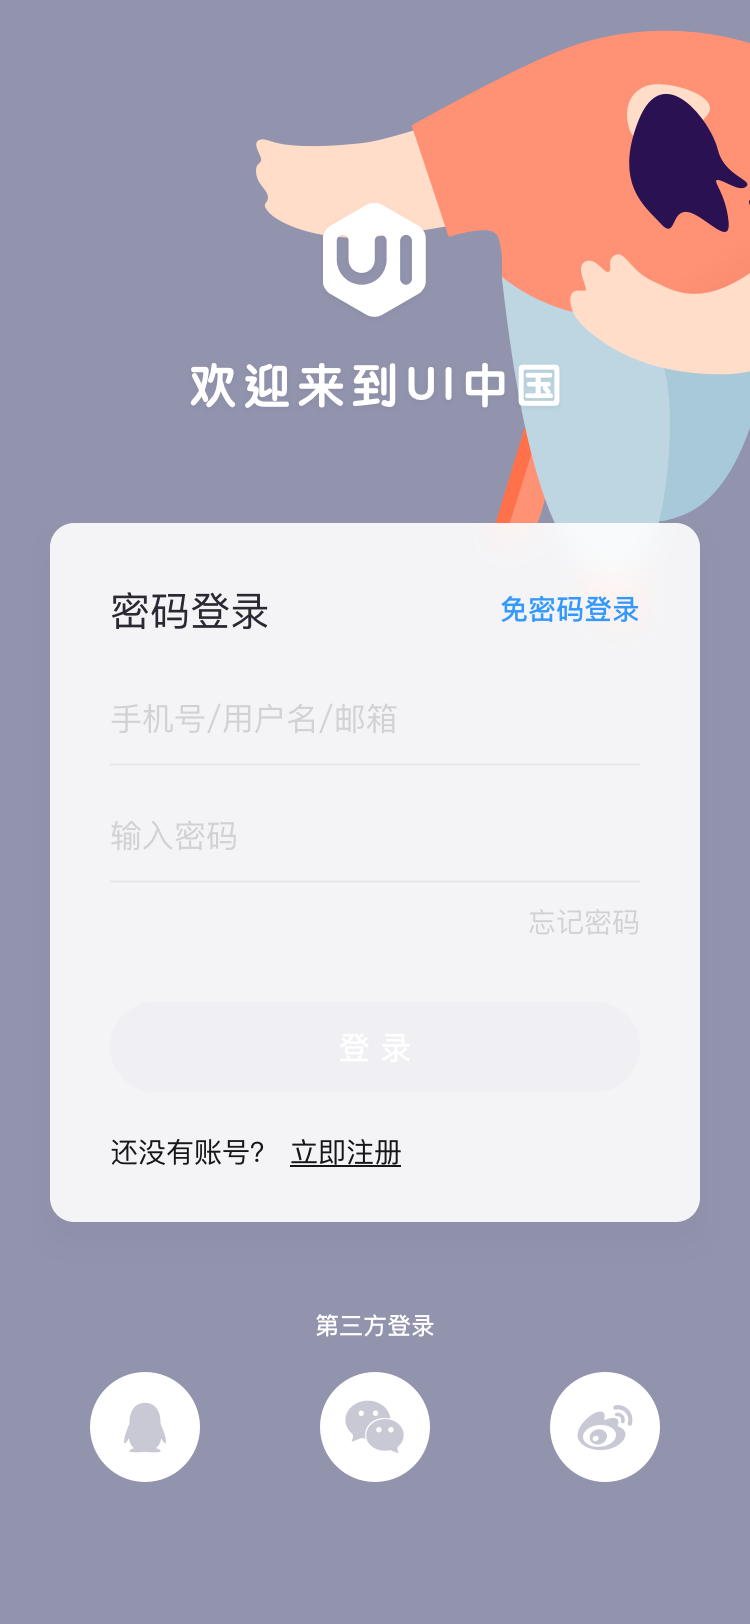 UI
欢迎来到UI中国
密码登录
免密码登录
手机号/用户名/邮箱
输入密码
忘记密码
登 录
还没有账号? 立即注册
第三方登录